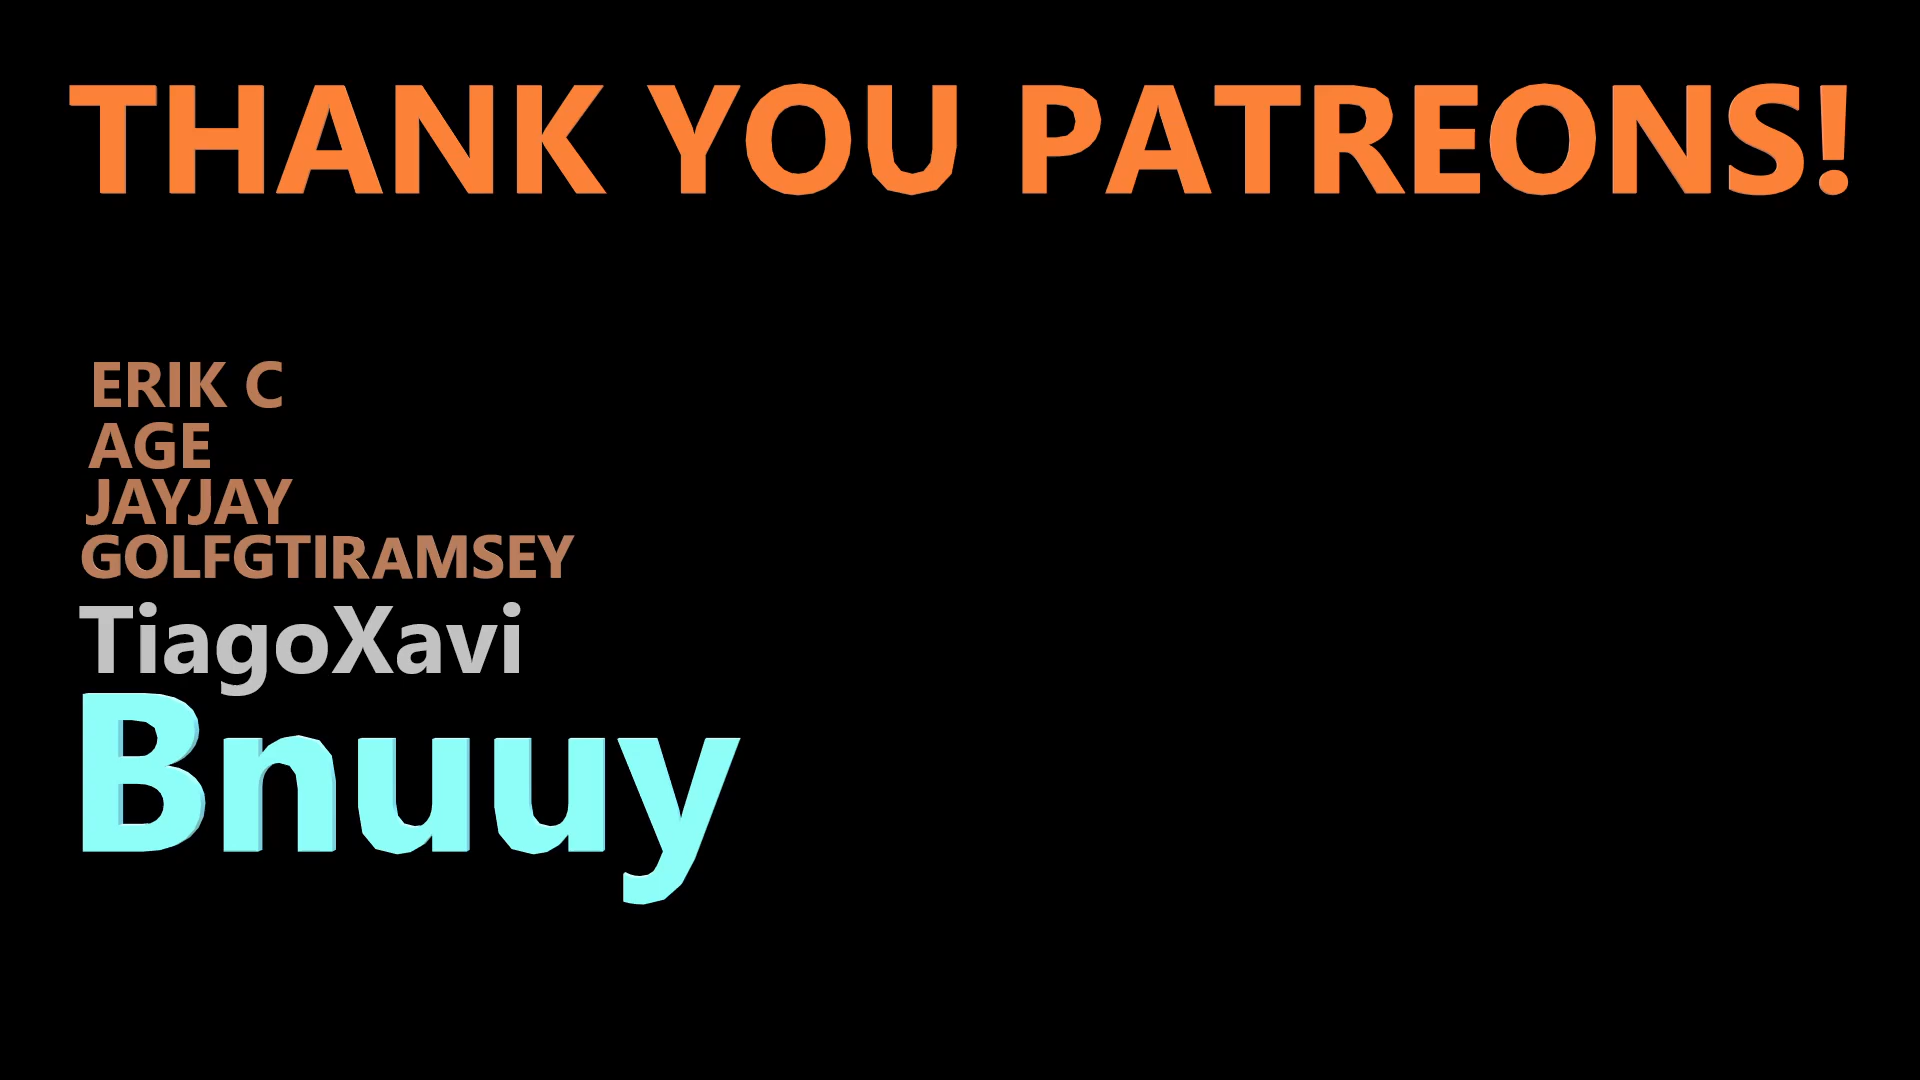 THANK YOU PATREONS!
ERIK C
AGE
JAYJAY
GOLFGTIRAMSEY
TiagoXavi
Bnuuy